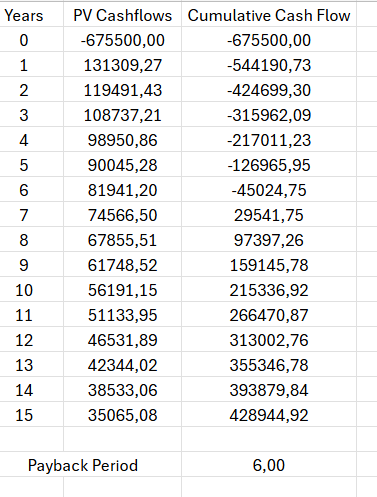 Years PV Cashflows Cumulative Cash Flow
0 -675500,00 -675500,00
1 131309,27 -544190,73
2 119491,43 -424699,30
3 108737,21 -315962,09
4 98950,86 -217011,23
5 90045,28 -126965,95
6 81941,20 -45024,75
7 74566,50 29541,75
8 67855,51 97397,26
9 61748,52 159145,78
10 56191,15 215336,92
11 51133,95 266470,87
12 46531,89 313002,76
13 42344,02 355346,78
14 38533,06 393879,84
15 35065,08 428944,92
Payback Period 6,00